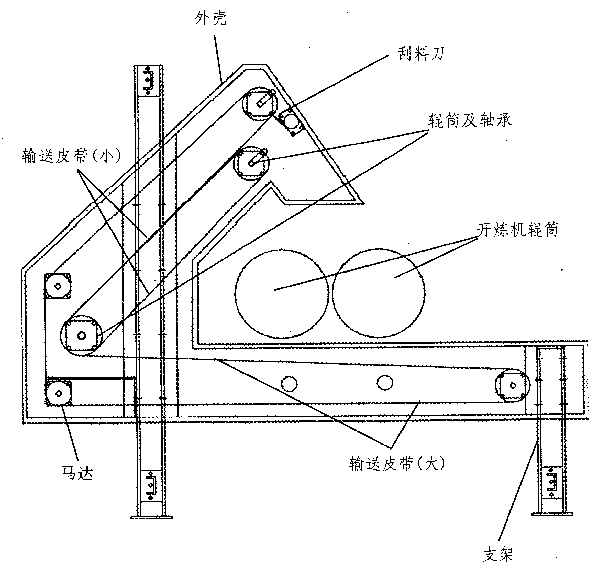 外壳
刮料刀
辊筒及轴承
输送皮带(小)
开炼机辊筒
输送皮带(大)
马达
支架